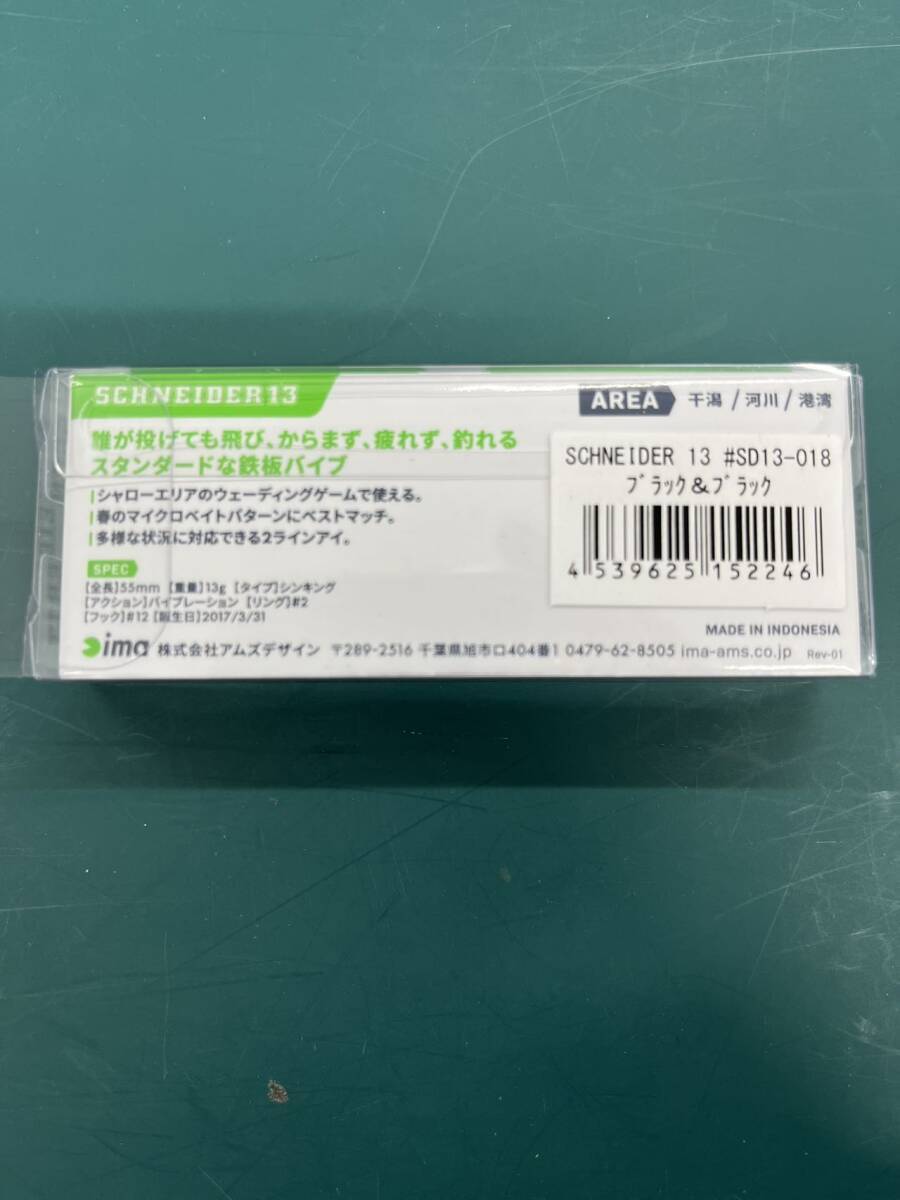 SCHNEIDER13
AREA 干潟 / 河川 / 港湾
誰が投げても飛び、からまず、疲れず、釣れる
スタンダードな鉄板バイブ
シャローエリアのウェーディングゲームで使える。
春のマイクロベイトパターンにベストマッチ。
多様な状況に対応できる2ラインアイ。
SPEC
【全長】55mm 【重量】13g 【タイプ】シンキング
【アクション】バイブレーション 【リング】#2
【フック】#12 【誕生日】2017/3/31
SCHNEIDER 13 #SD13-018
ﾌﾞﾗｯｸ&ﾌﾞﾗｯｸ
4 539625 152246
MADE IN INDONESIA
ima 株式会社アムズデザイン 〒289-2516 千葉県旭市ロ404番1 0479-62-8505 ima-ams.co.jp Rev-01